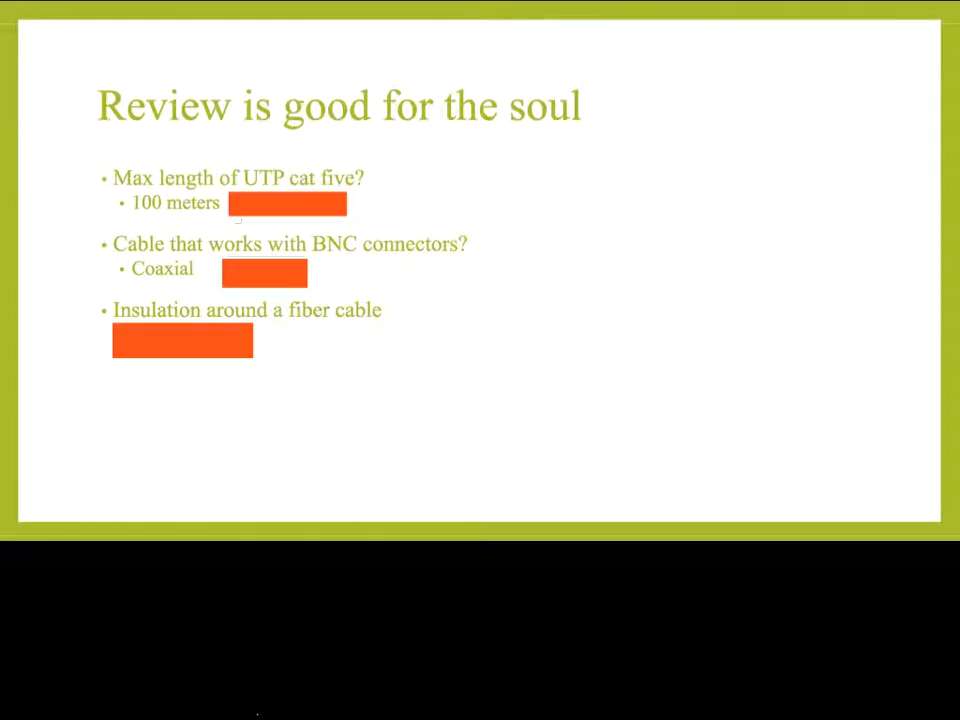 Review is good for the soul
• Max length of UTP cat five?
• 100 meters
• Cable that works with BNC connectors?
• Coaxial
• Insulation around a fiber cable